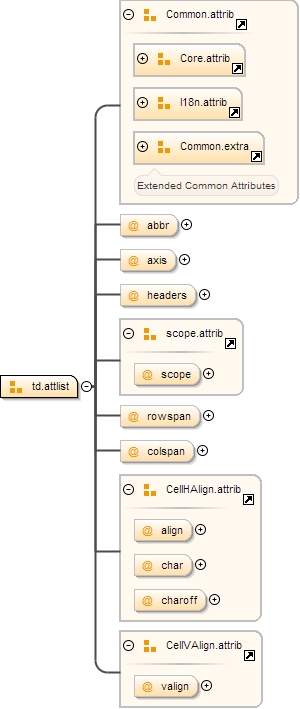 Common.attrib
Core.attrib
I18n.attrib
Common.extra
Extended Common Attributes
@ abbr
@ axis
@ headers
scope.attrib
@ scope
td.attlist
@ rowspan
@ colspan
CellHAlign.attrib
@ align
@ char
@ charoff
CellVAlign.attrib
@ valign